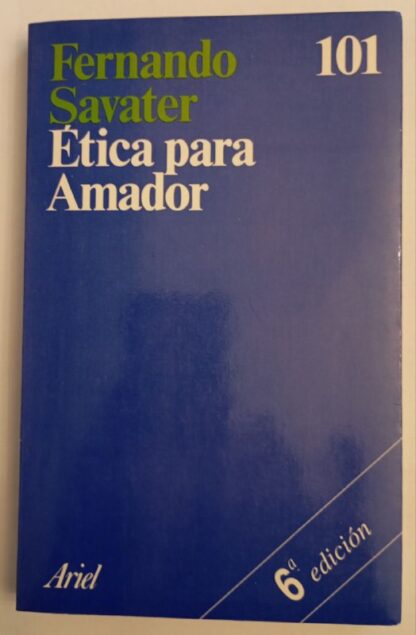 Fernando 101
Savater
Ética para
Amador
Ariel
6ª edición